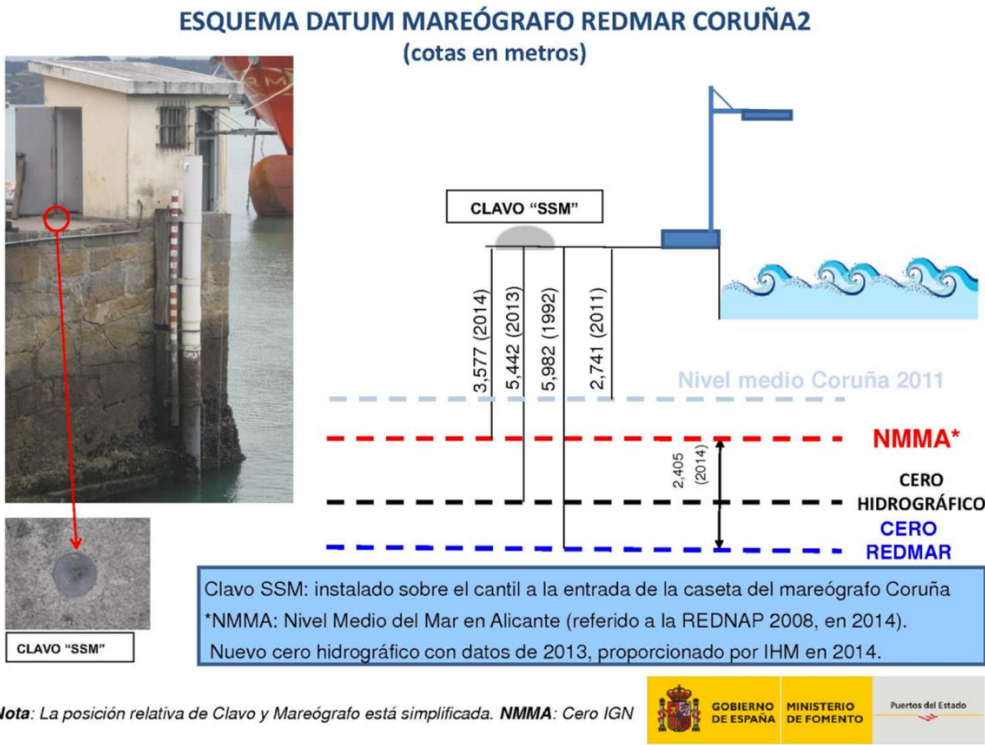 ESQUEMA DATUM MAREÓGRAFO REDMAR CORUÑA2
(cotas en metros)
CLAVO “SSM”
3,577 (2014)
5,442 (2013)
5,982 (1992)
2,741 (2011)
Nivel medio Coruña 2011
NMMA*
2,405
(2014)
CERO
HIDROGRÁFICO
CERO
REDMAR
CLAVO “SSM”
Clavo SSM: instalado sobre el cantil a la entrada de la caseta del mareógrafo Coruña
*NMMA: Nivel Medio del Mar en Alicante (referido a la REDNAP 2008, en 2014).
Nuevo cero hidrográfico con datos de 2013, proporcionado por IHM en 2014.
Nota: La posición relativa de Clavo y Mareógrafo está simplificada. NMMA: Cero IGN
GOBIERNO
DE ESPAÑA
MINISTERIO
DE FOMENTO
Puertos del Estado